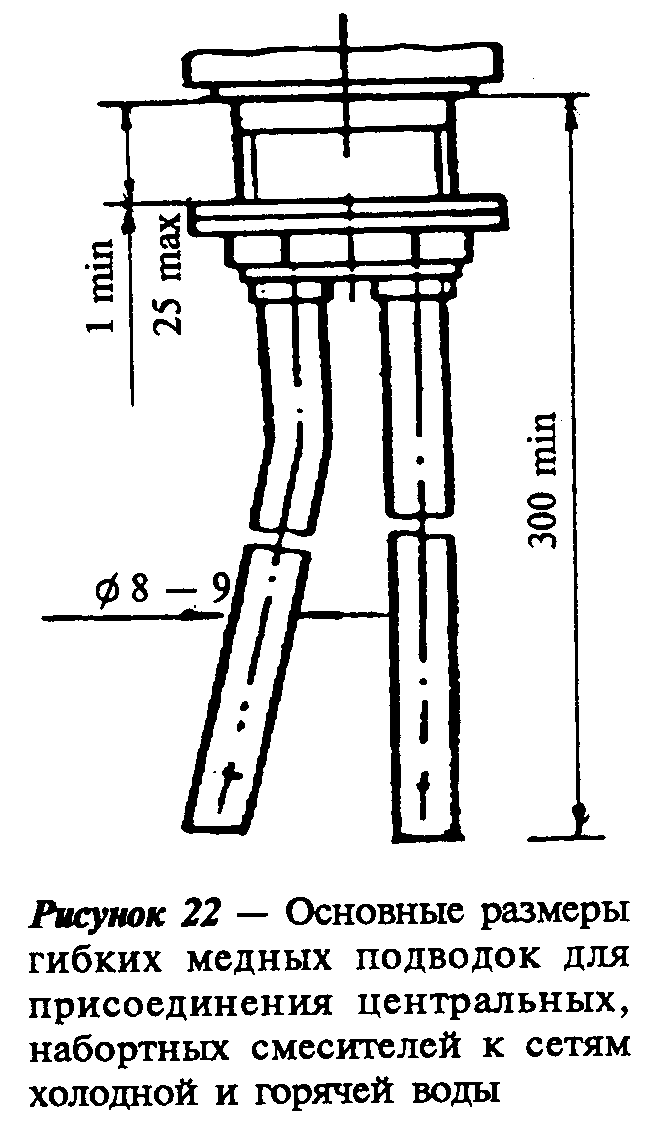 1 min
25 max
300 min
ϕ 8 — 9
Рисунок 22 — Основные размеры
гибких медных подводок для
присоединения центральных,
набортных смесителей к сетям
холодной и горячей воды